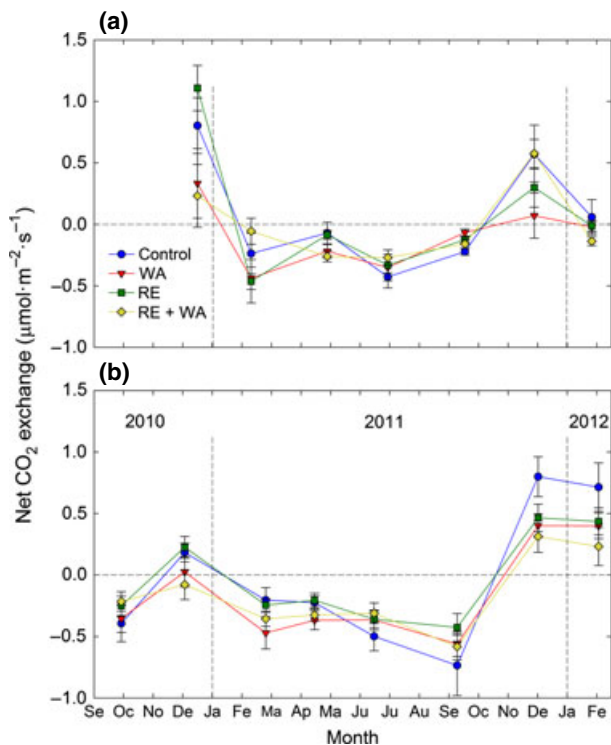 (a)
1.5
1.0
0.5
0.0
–0.5
–1.0
Control
WA
RE
RE + WA
(b)
1.5
1.0
0.5
0.0
–0.5
–1.0
2010 2011 2012
Net CO₂ exchange (μmol·m⁻²·s⁻¹)
Se Oc No De Ja Fe Ma Ap Ma Ju Ju Se Oc No De Ja Fe
Month